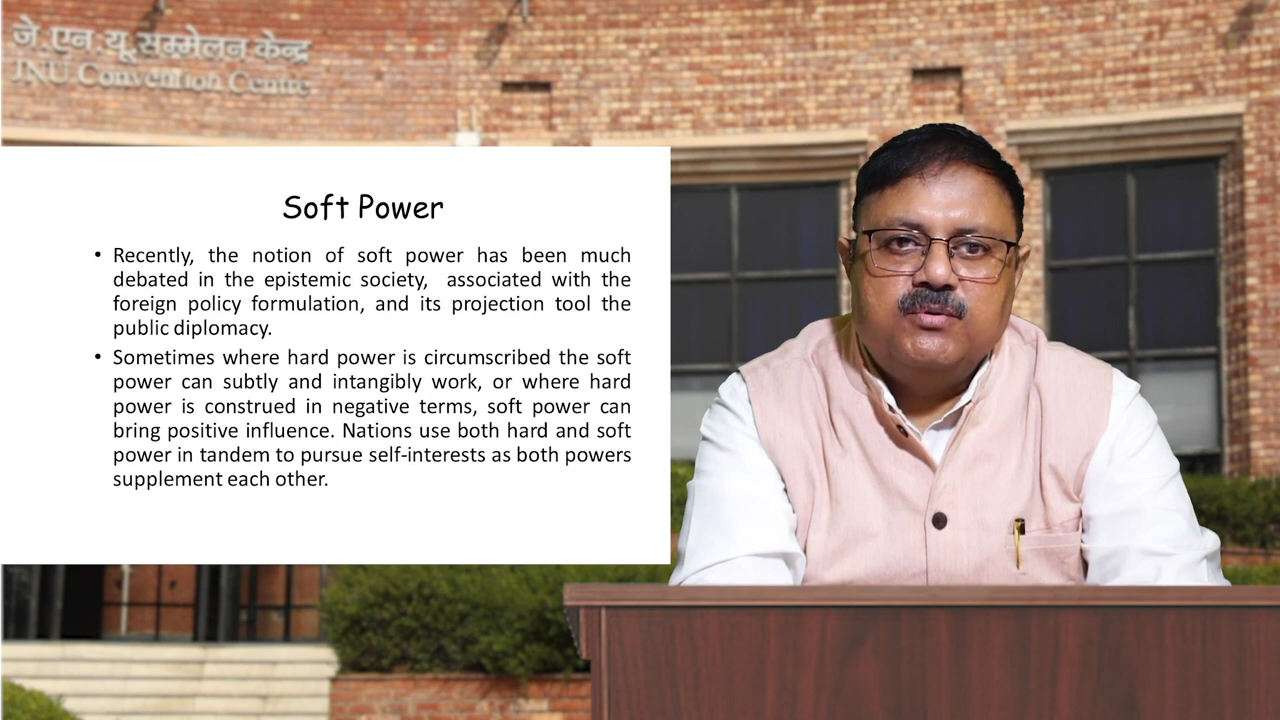 जे.एन.यू.सम्मेलन केन्द्र
JNU Convention Centre
Soft Power
• Recently, the notion of soft power has been much
debated in the epistemic society, associated with the
foreign policy formulation, and its projection tool the
public diplomacy.
• Sometimes where hard power is circumscribed the soft
power can subtly and intangibly work, or where hard
power is construed in negative terms, soft power can
bring positive influence. Nations use both hard and soft
power in tandem to pursue self-interests as both powers
supplement each other.